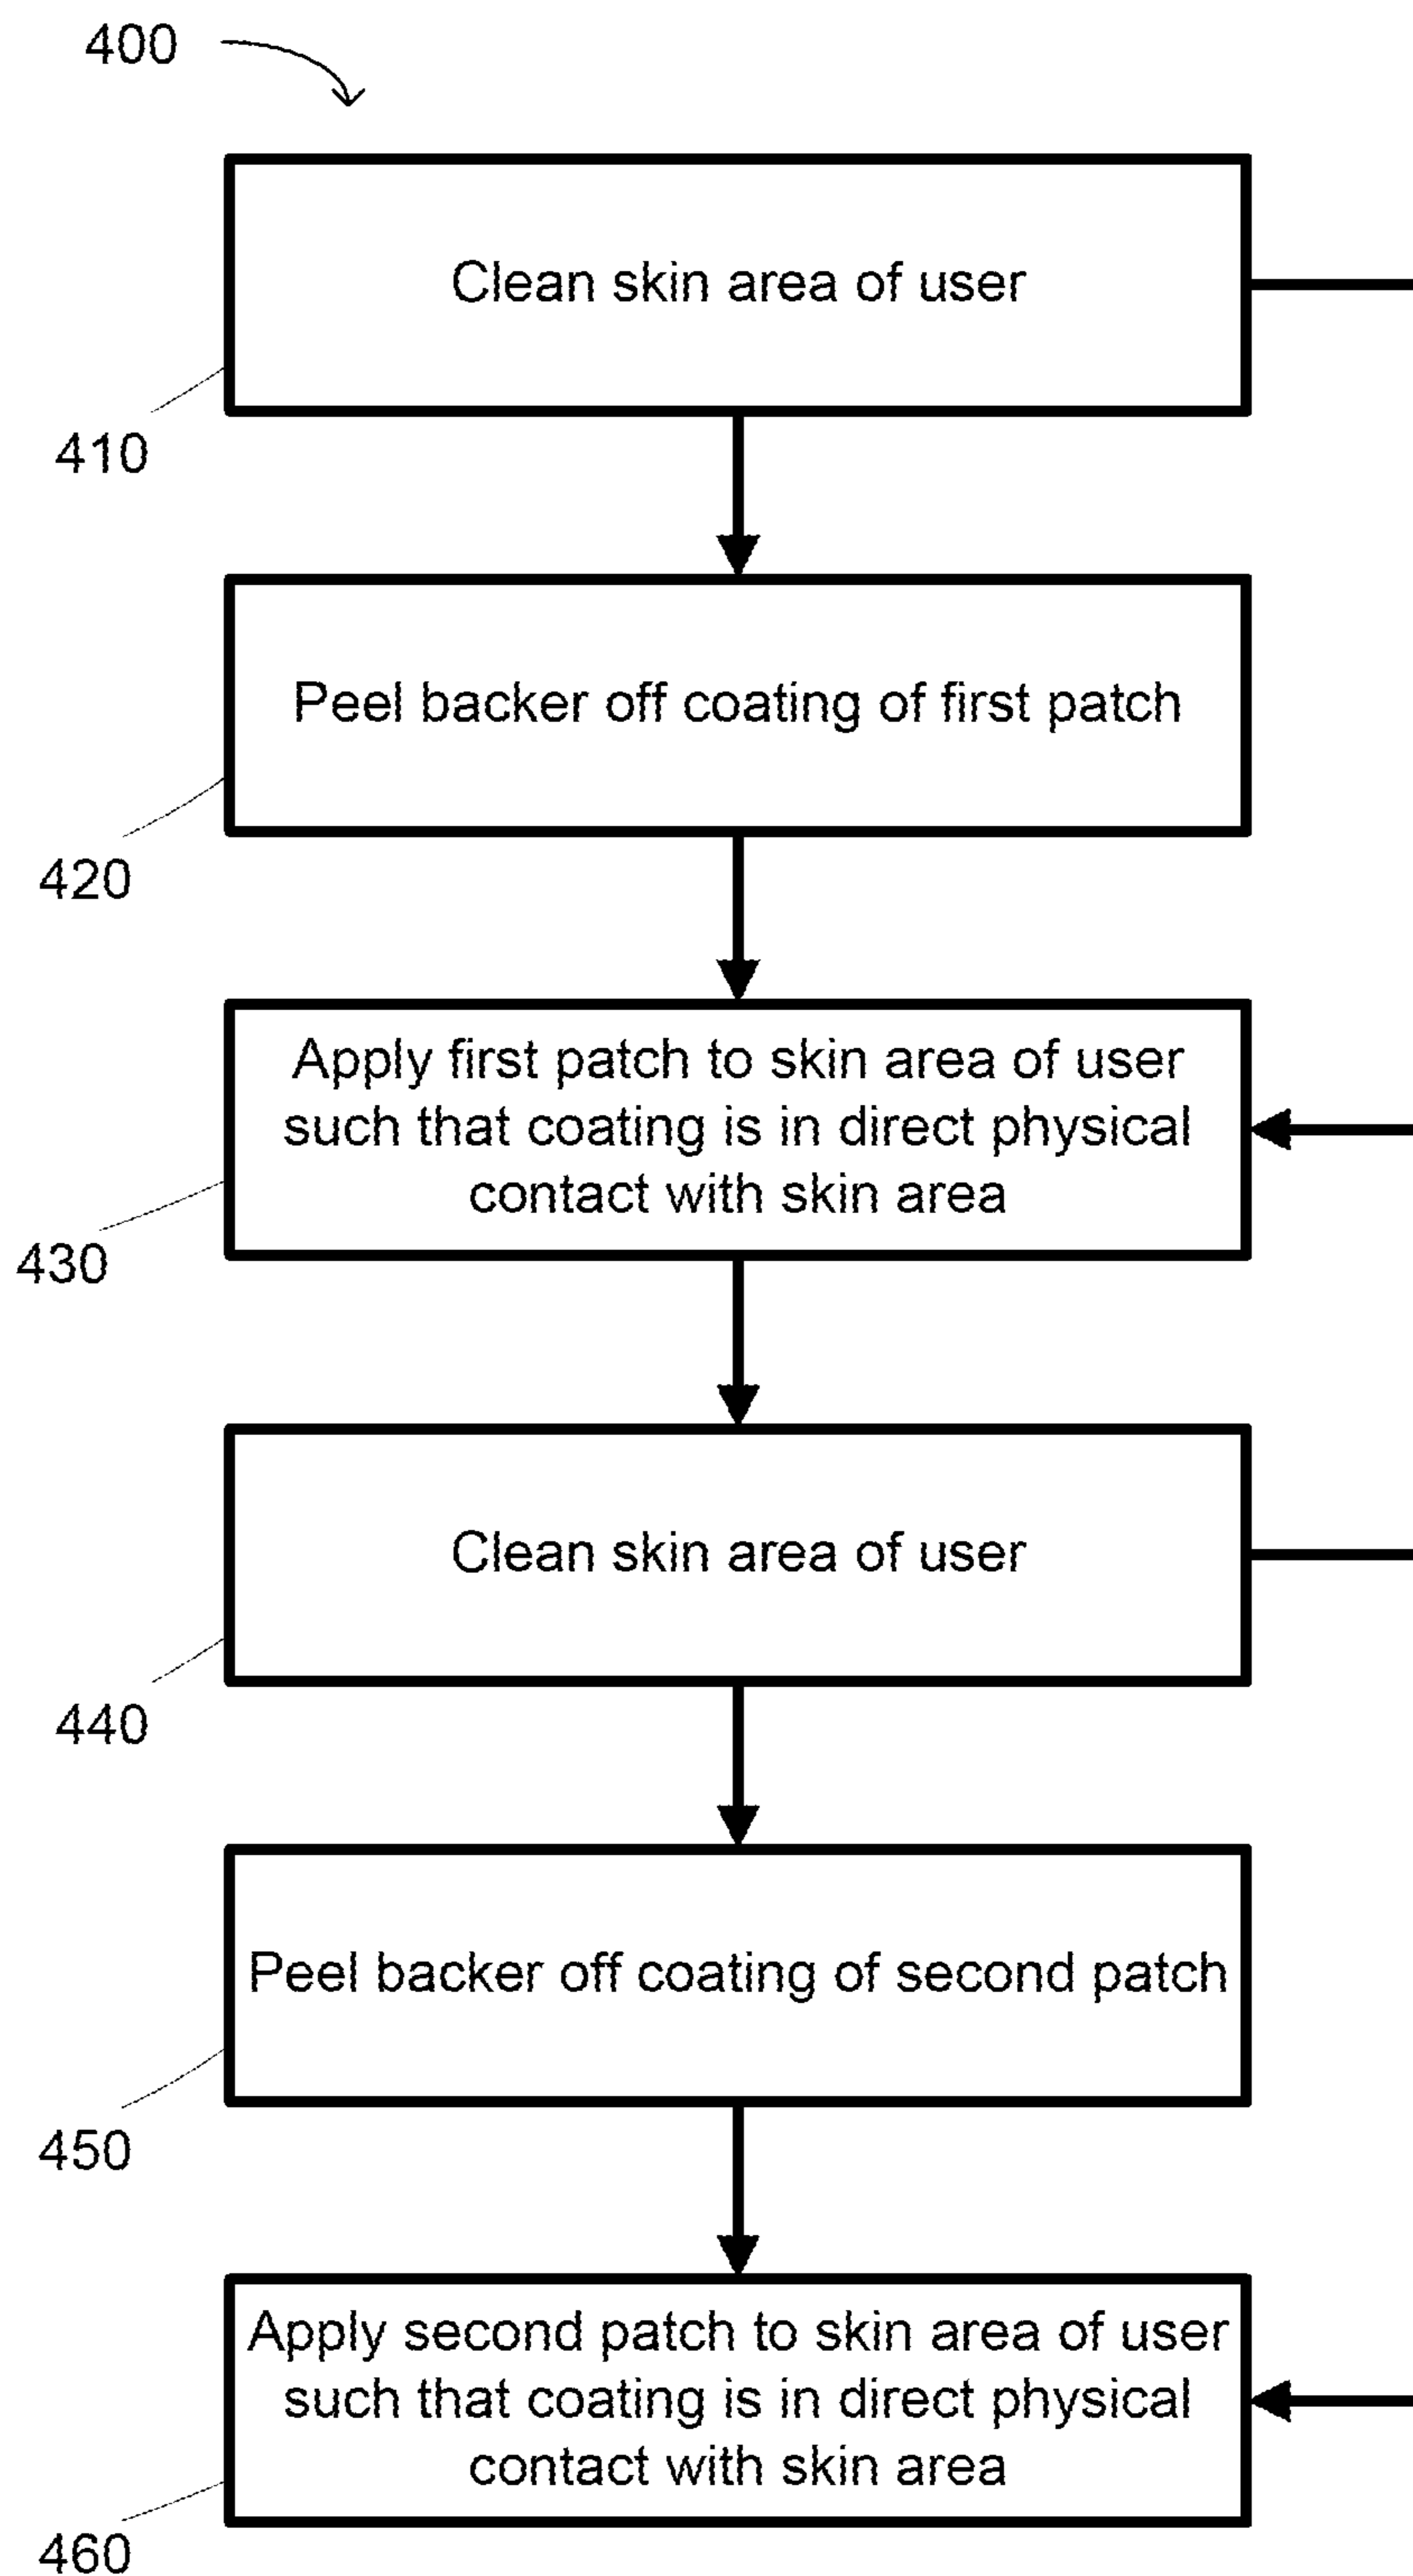 400
Clean skin area of user
410
Peel backer off coating of first patch
420
Apply first patch to skin area of user
such that coating is in direct physical
contact with skin area
430
Clean skin area of user
440
Peel backer off coating of second patch
450
Apply second patch to skin area of user
such that coating is in direct physical
contact with skin area
460